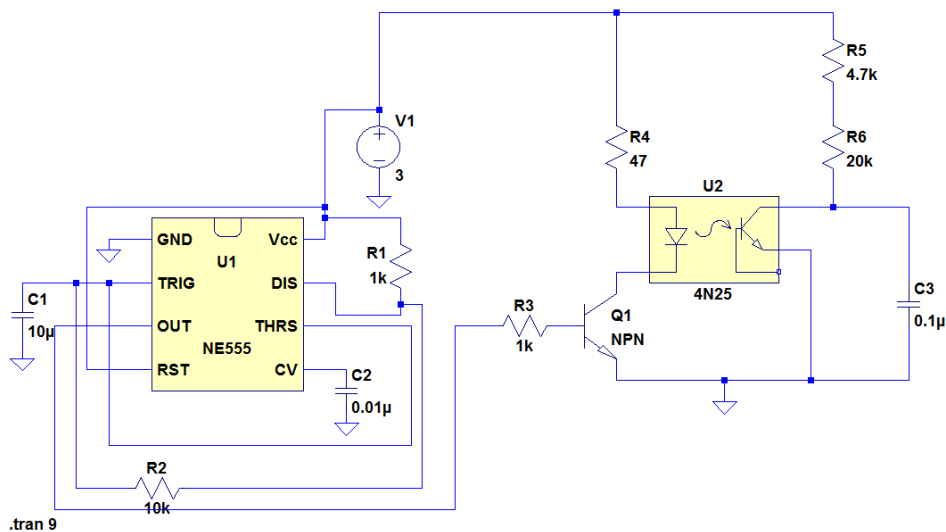 V1
3
R4
47
R5
4.7k
R6
20k
U2
4N25
GND
Vcc
U1
TRIG
DIS
OUT
THRS
NE555
RST
CV
R1
1k
C1
10µ
C2
0.01µ
R3
1k
Q1
NPN
C3
0.1µ
R2
10k
.tran 9